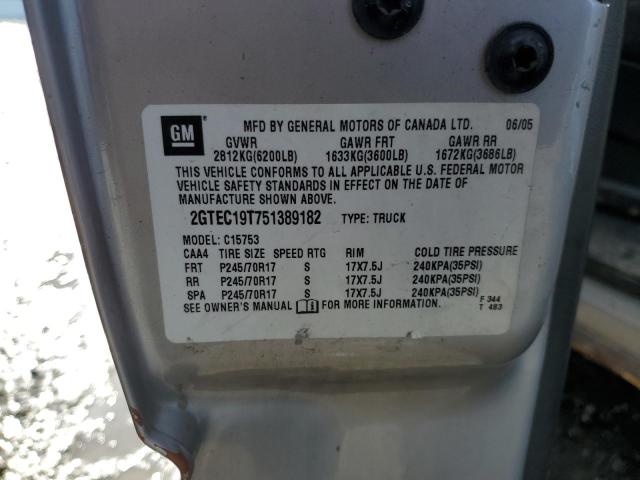 GM MFD BY GENERAL MOTORS OF CANADA LTD. 06/05
GVWR GAWR FRT GAWR RR
2812KG(6200LB) 1633KG(3600LB) 1672KG(3686LB)
THIS VEHICLE CONFORMS TO ALL APPLICABLE U.S. FEDERAL MOTOR
VEHICLE SAFETY STANDARDS IN EFFECT ON THE DATE OF
MANUFACTURE SHOWN ABOVE.
2GTEC19T751389182 TYPE: TRUCK
MODEL: C15753
CAA4 TIRE SIZE SPEED RTG RIM COLD TIRE PRESSURE
FRT P245/70R17 S 17X7.5J 240KPA(35PSI)
RR P245/70R17 S 17X7.5J 240KPA(35PSI)
SPA P245/70R17 S 17X7.5J 240KPA(35PSI)
SEE OWNER'S MANUAL FOR MORE INFORMATION.
F 344
T 483